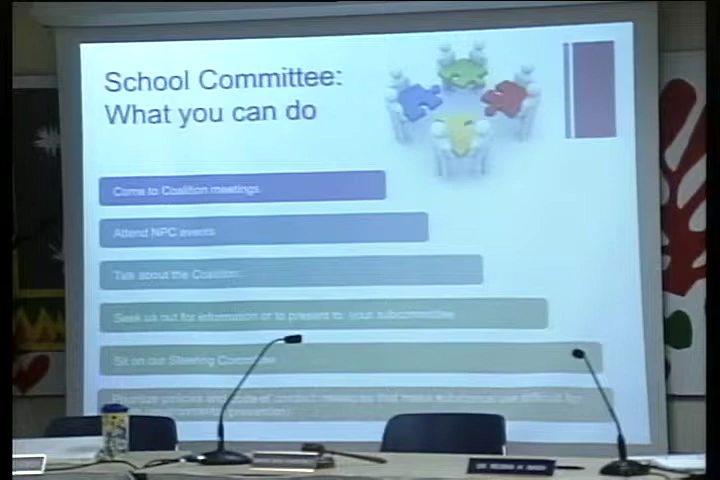 School Committee:
What you can do
Come to Coalition meetings
Attend NPC events
Talk about the Coalition
Seek us out for information or to present to your subcommittee
Sit on our Steering Committee